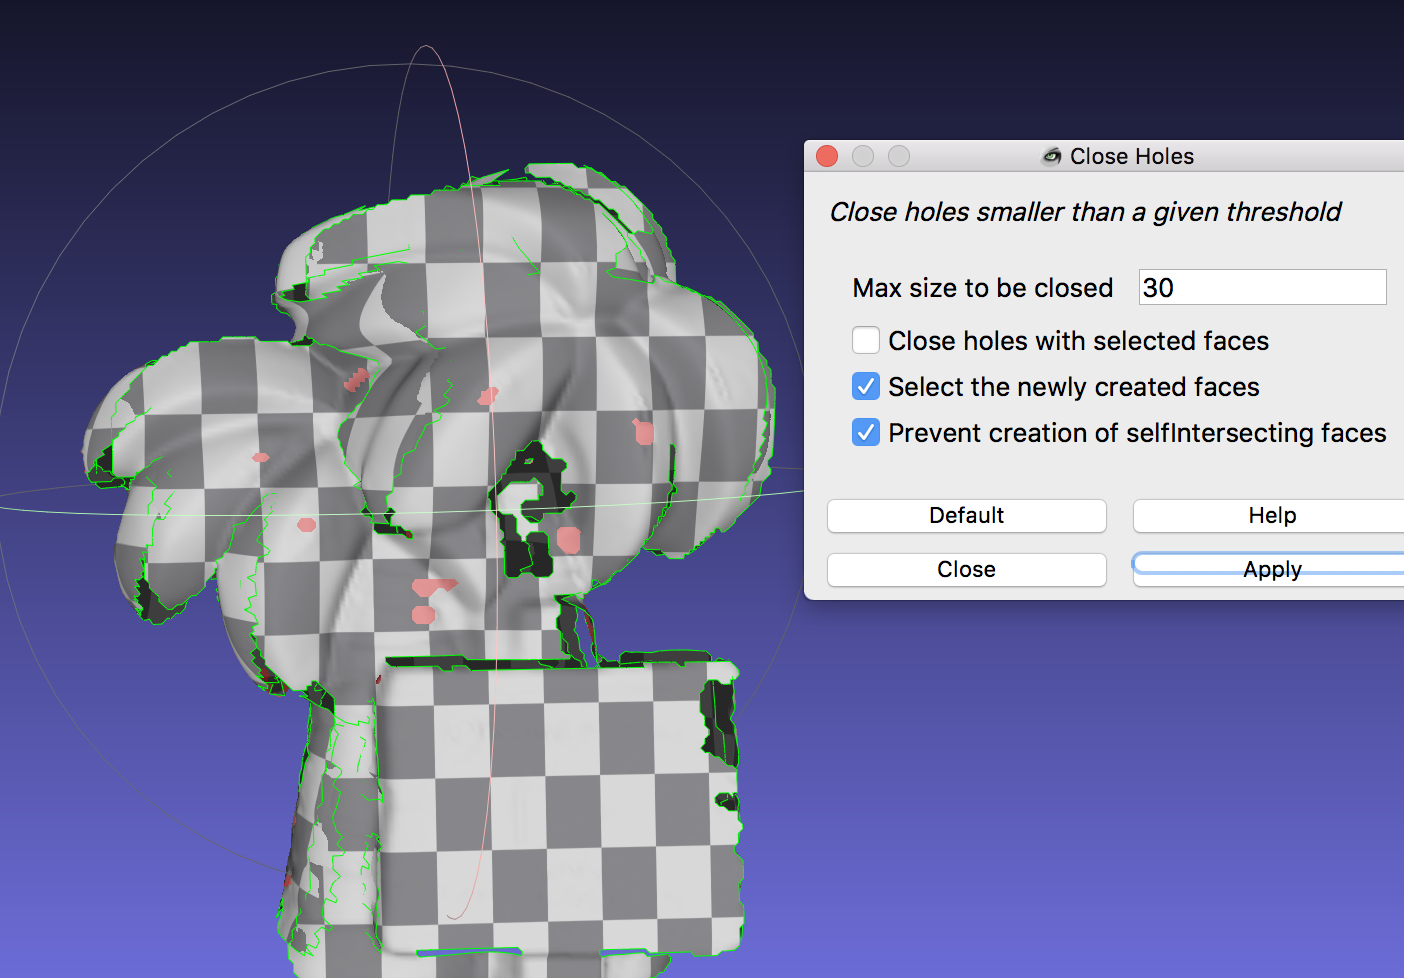 Close Holes
Close holes smaller than a given threshold
Max size to be closed 30
Close holes with selected faces
Select the newly created faces
Prevent creation of selfIntersecting faces
Default Help
Close Apply